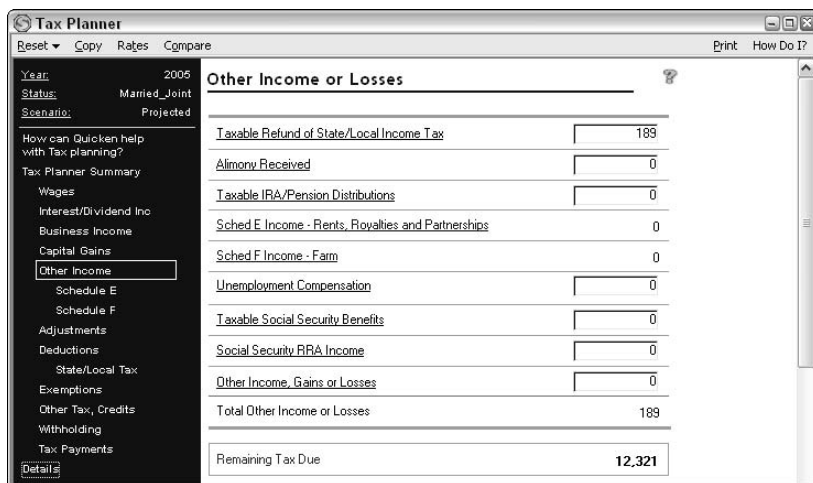 Tax Planner
Reset Copy Rates Compare Print How Do I?
Year: 2005
Status: Married_Joint
Scenario: Projected
How can Quicken help
with Tax planning?
Tax Planner Summary
Wages
Interest/Dividend Inc
Business Income
Capital Gains
Other Income
Schedule E
Schedule F
Adjustments
Deductions
State/Local Tax
Exemptions
Other Tax, Credits
Withholding
Tax Payments
Details
Other Income or Losses ?
Taxable Refund of State/Local Income Tax 189
Alimony Received 0
Taxable IRA/Pension Distributions 0
Sched E Income - Rents, Royalties and Partnerships 0
Sched F Income - Farm 0
Unemployment Compensation 0
Taxable Social Security Benefits 0
Social Security RRA Income 0
Other Income, Gains or Losses 0
Total Other Income or Losses 189
Remaining Tax Due 12,321